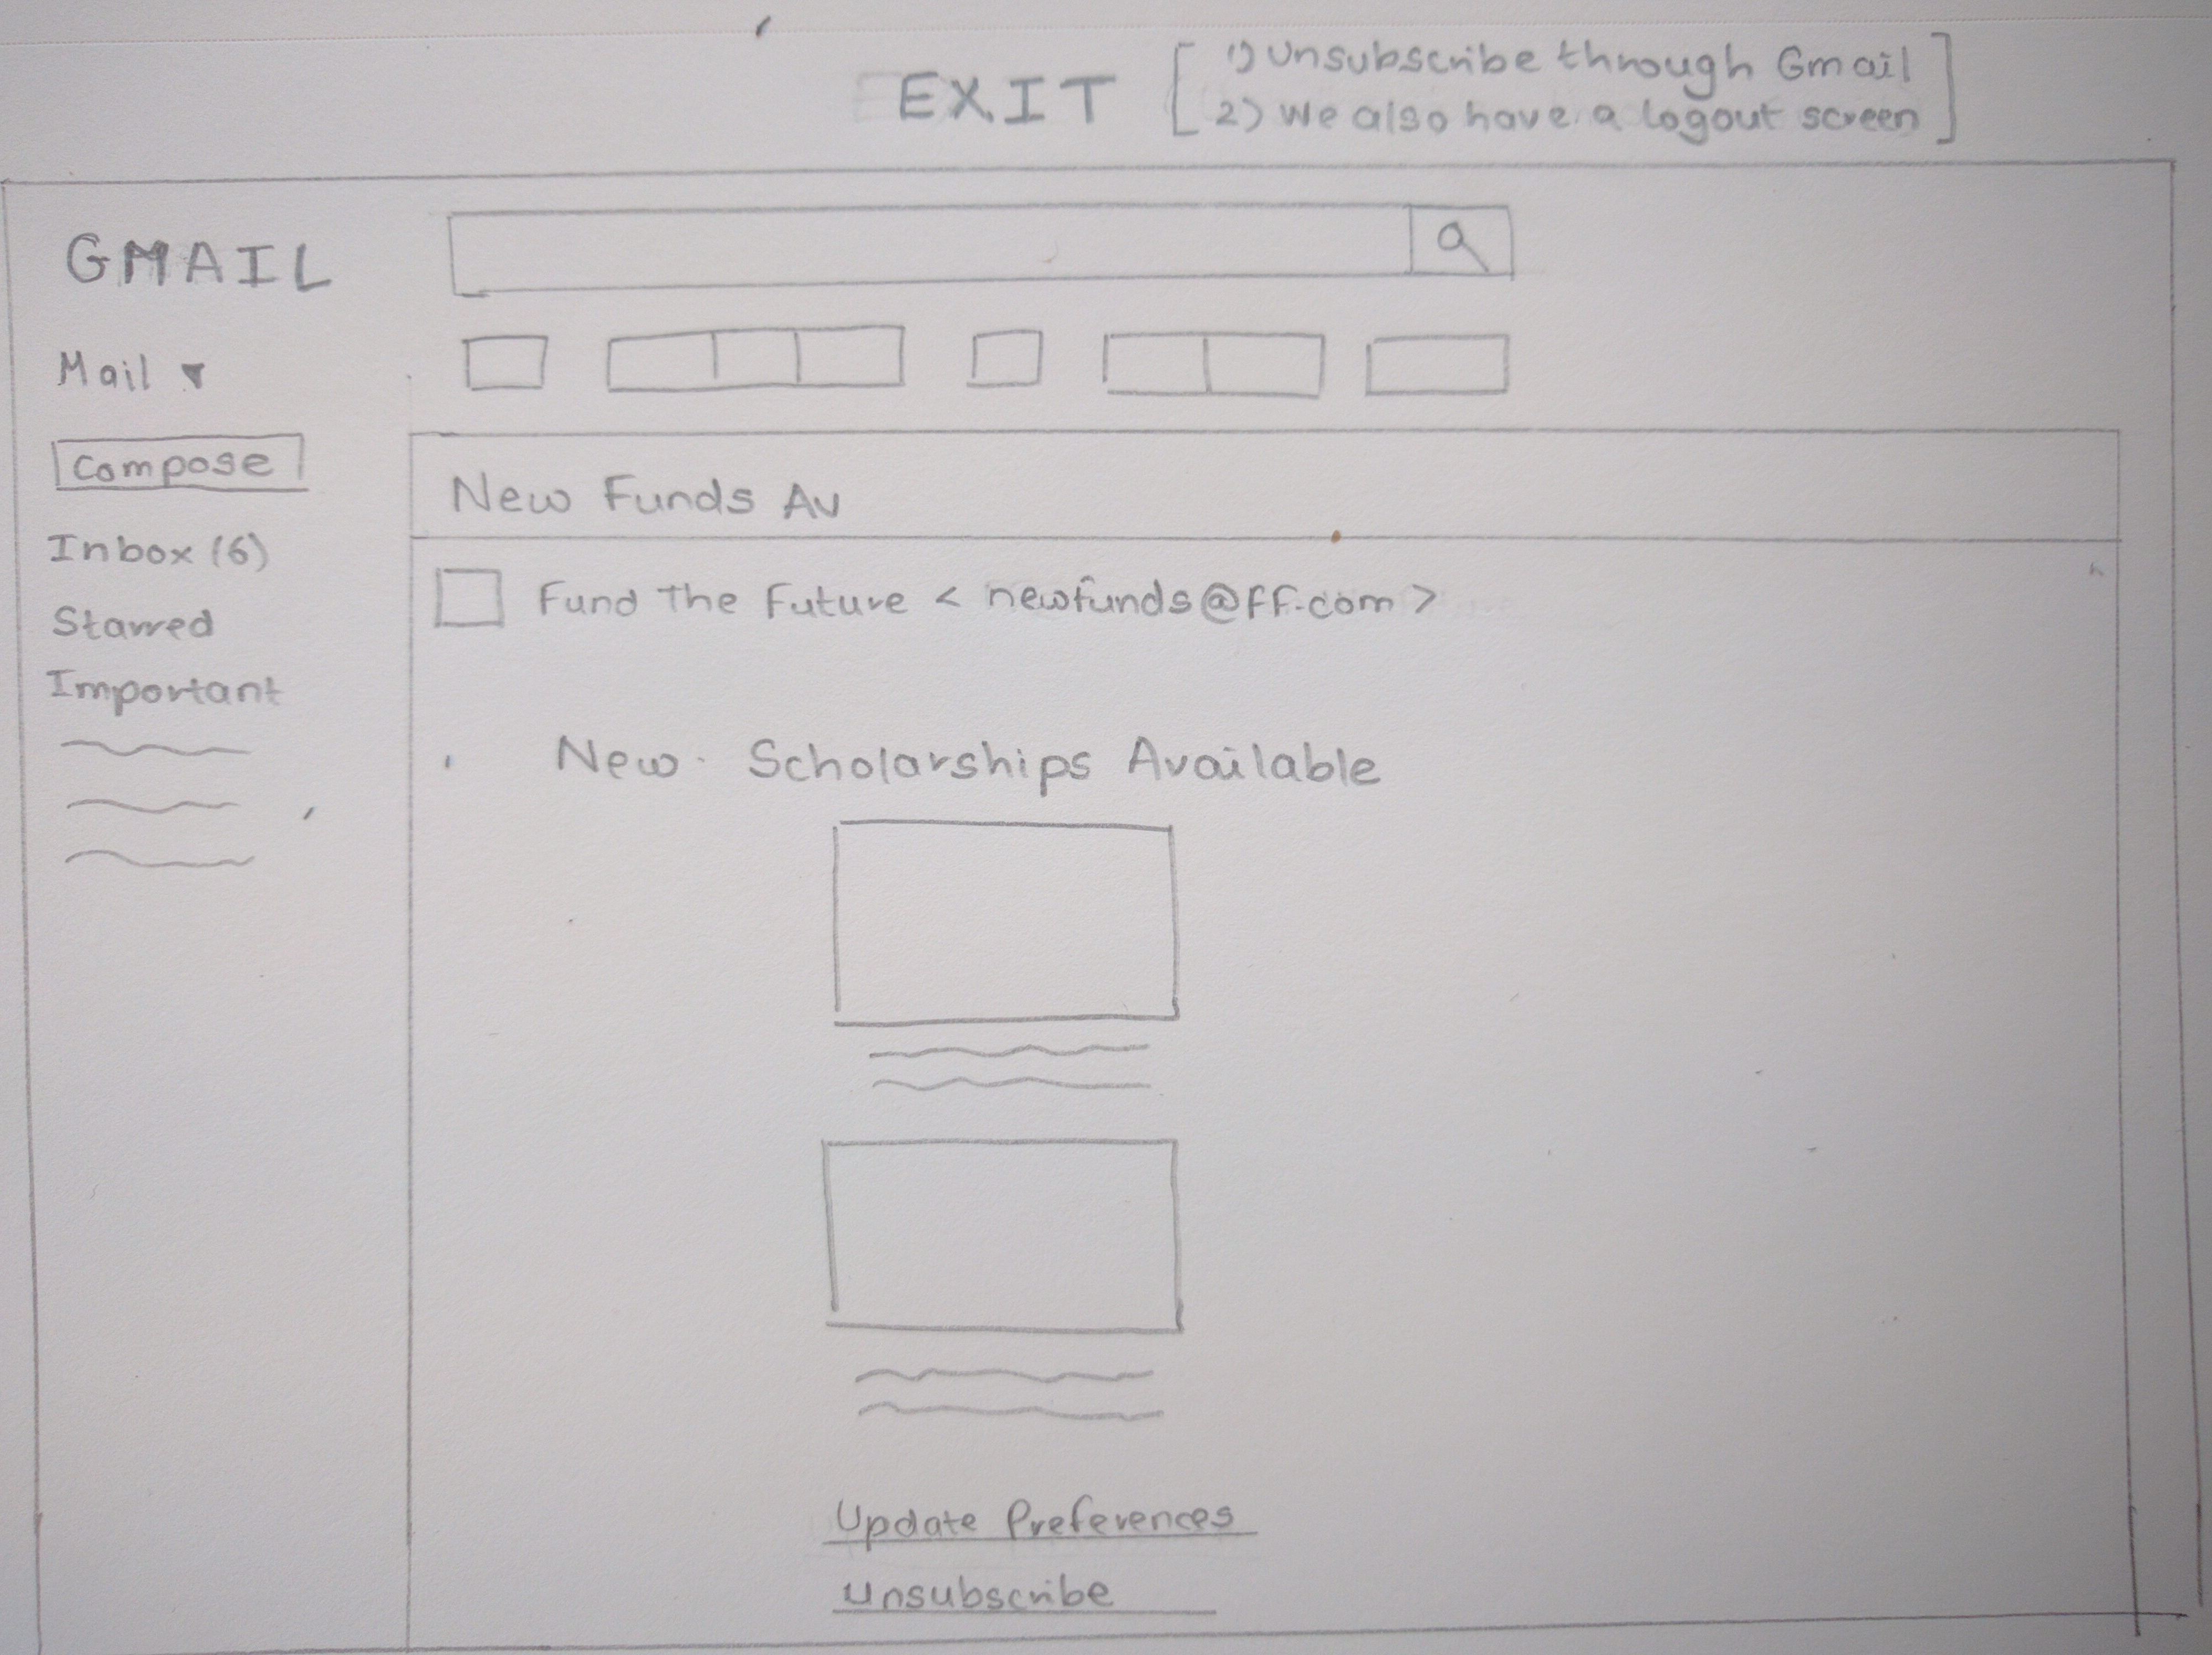 EXIT [ 1) Unsubscribe through Gmail
2) We also have a logout screen ]
GMAIL
Mail ▼
Compose
Inbox (6)
Starred
Important
New Funds Av
Fund The Future < newfunds@ff.com >
New Scholarships Available
Update Preferences
Unsubscribe